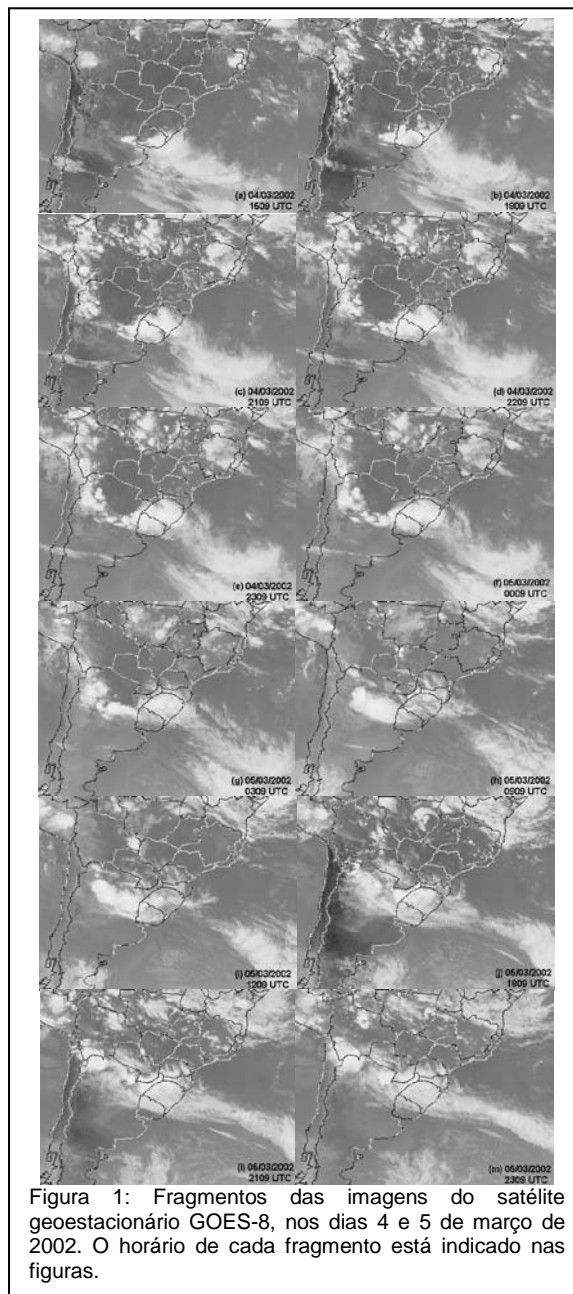 (a) 04/03/2002
1509 UTC
(b) 04/03/2002
1909 UTC
(c) 04/03/2002
2109 UTC
(d) 04/03/2002
2209 UTC
(e) 04/03/2002
2309 UTC
(f) 05/03/2002
0009 UTC
(g) 05/03/2002
0309 UTC
(h) 05/03/2002
0909 UTC
(i) 05/03/2002
1209 UTC
(j) 05/03/2002
1809 UTC
(l) 05/03/2002
2109 UTC
(m) 05/03/2002
2309 UTC
Figura 1: Fragmentos das imagens do satélite
geoestacionário GOES-8, nos dias 4 e 5 de março de
2002. O horário de cada fragmento está indicado nas
figuras.